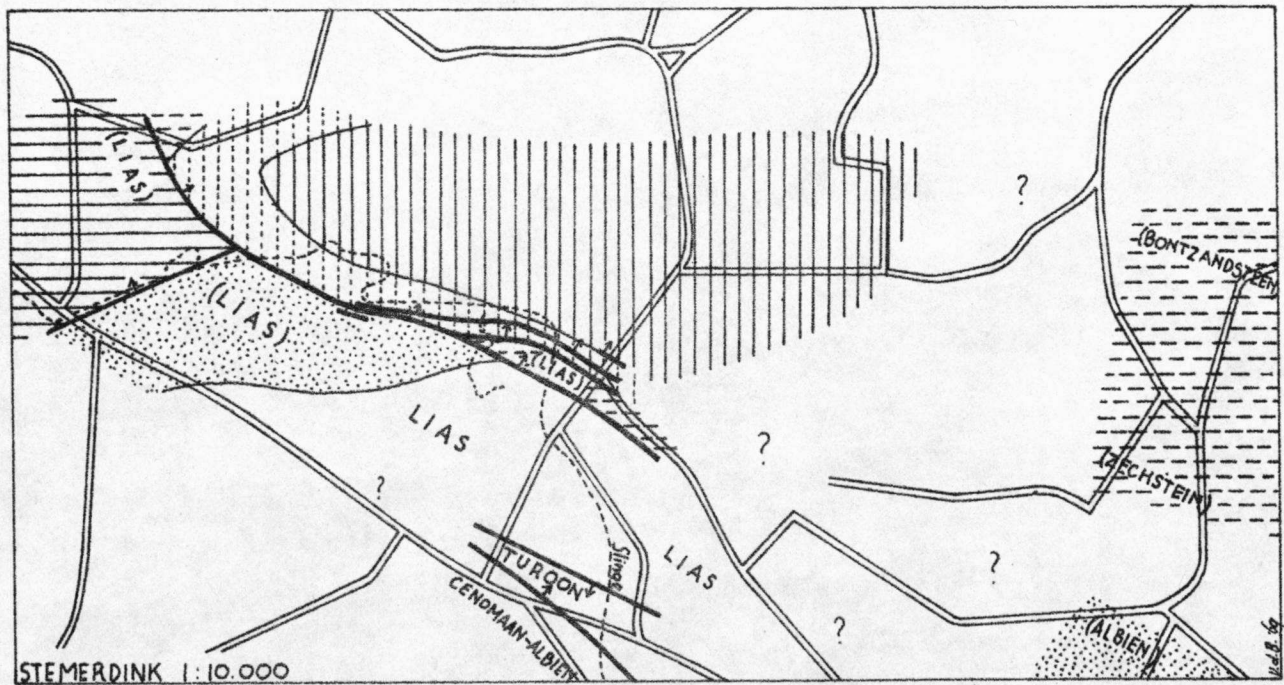 (LIAS)
?
(BONTZANDSTEEN)
(LIAS)
?(LIAS)
LIAS
?
(ZECHSTEIN)
?
TUROON
Slinge
LIAS
?
CENOMAAN-ALBIEN
?
(ALBIEN)
STEMERDINK 1:10.000